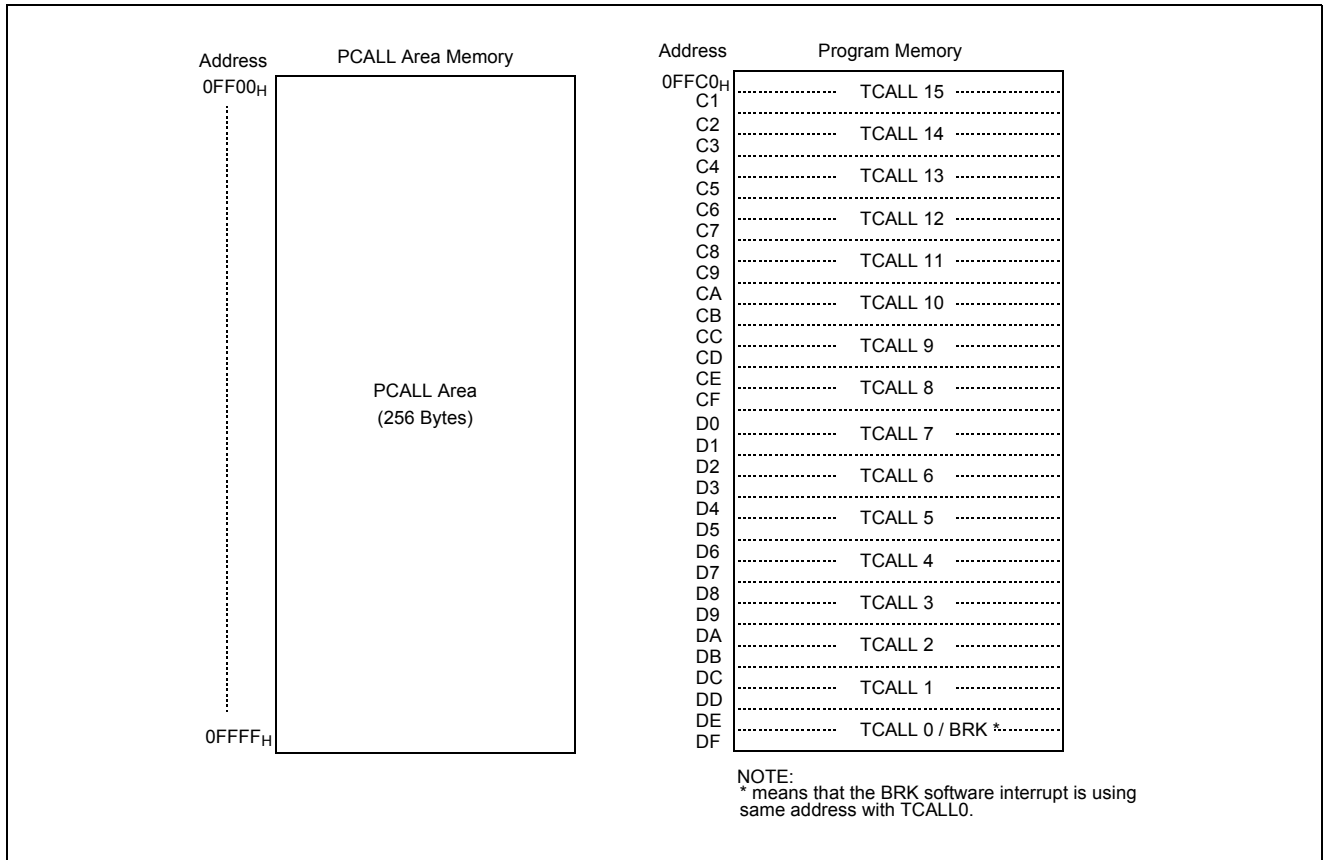 Address PCALL Area Memory
0FF00H
PCALL Area
(256 Bytes)
0FFFFH
Address Program Memory
0FFC0H
C1
TCALL 15
C2
C3
TCALL 14
C4
C5
TCALL 13
C6
C7
TCALL 12
C8
C9
TCALL 11
CA
CB
TCALL 10
CC
CD
TCALL 9
CE
CF
TCALL 8
D0
D1
TCALL 7
D2
D3
TCALL 6
D4
D5
TCALL 5
D6
D7
TCALL 4
D8
D9
TCALL 3
DA
DB
TCALL 2
DC
DD
TCALL 1
DE
DF
TCALL 0 / BRK *
NOTE:
* means that the BRK software interrupt is using
same address with TCALL0.